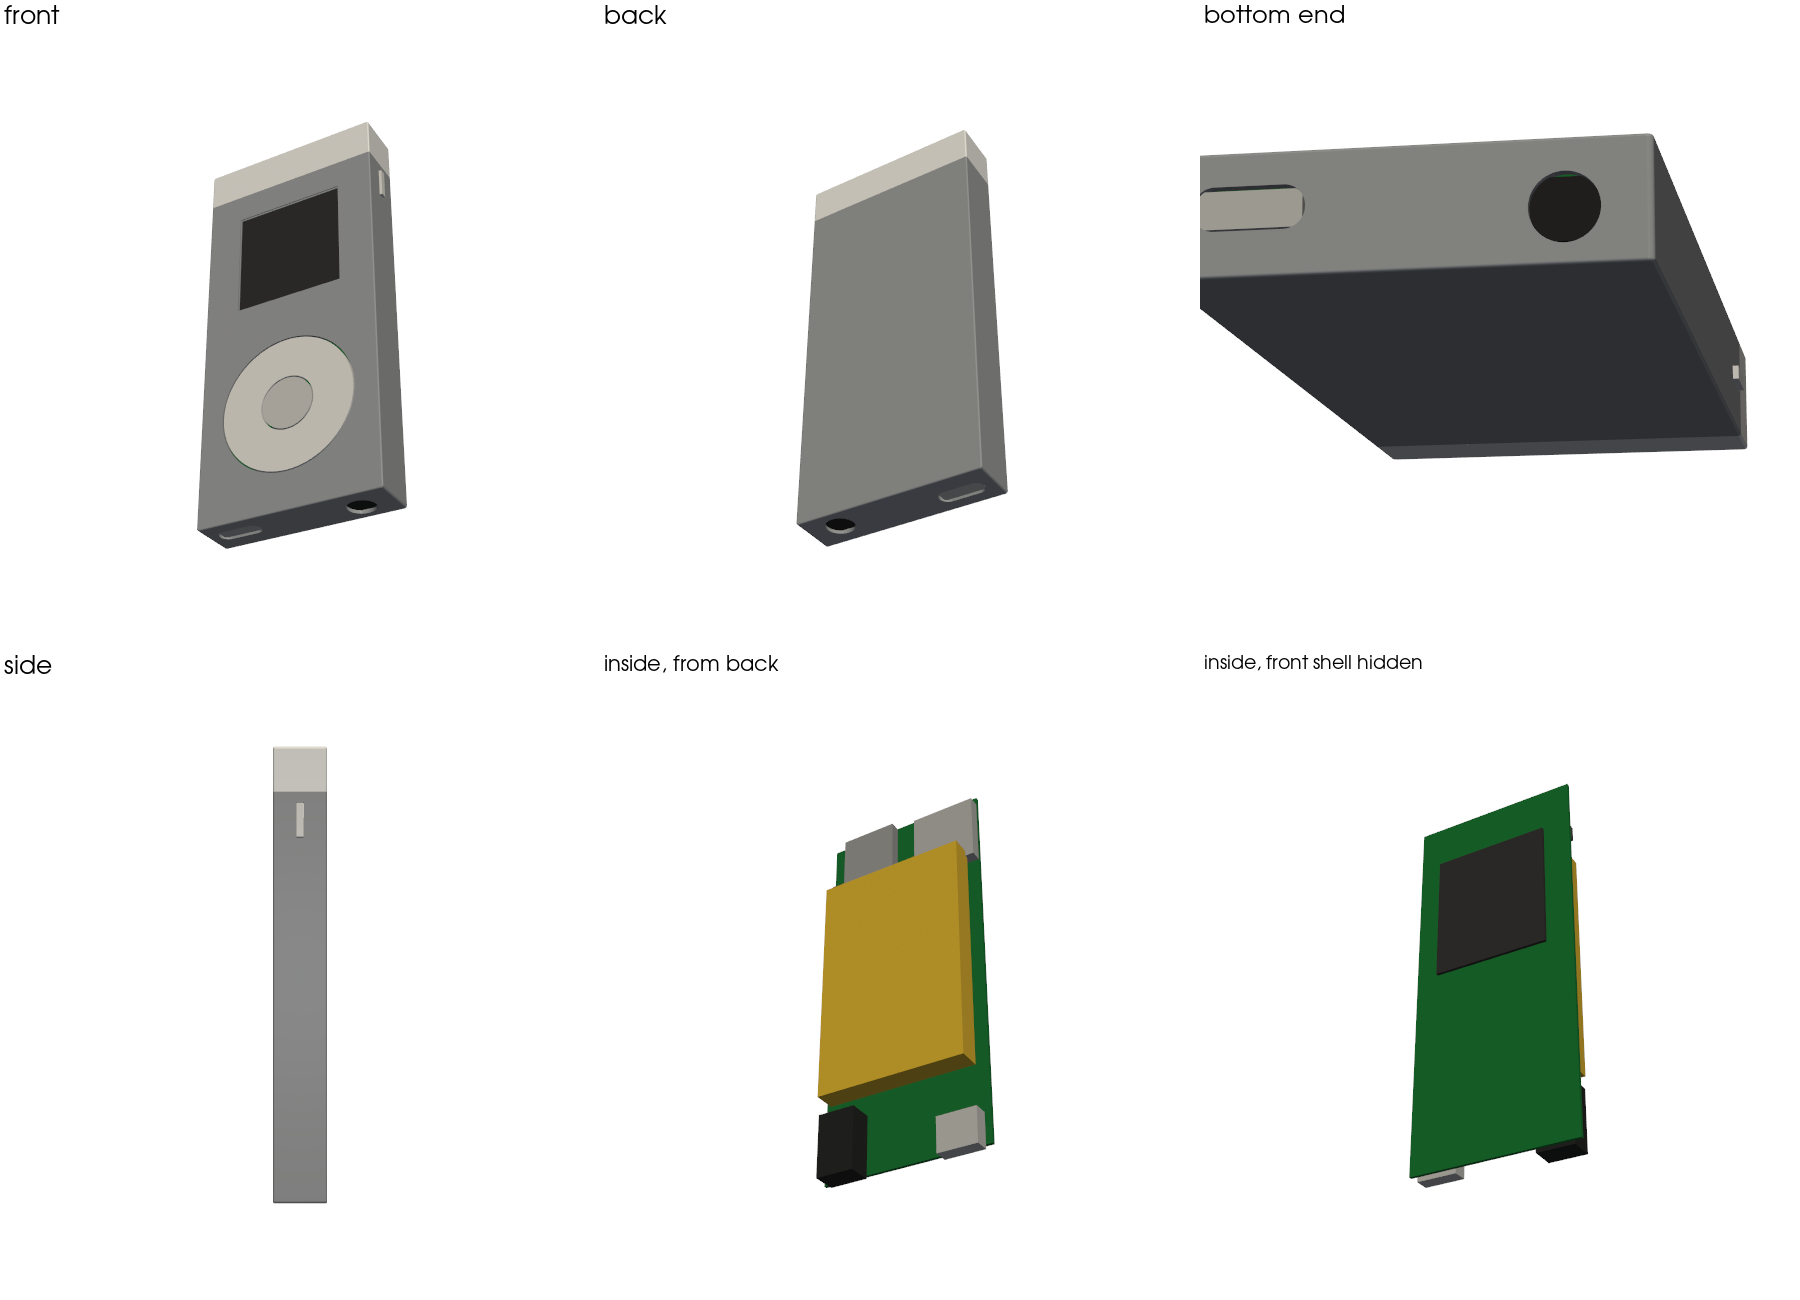 front
back
bottom end
side
inside, from back
inside, front shell hidden